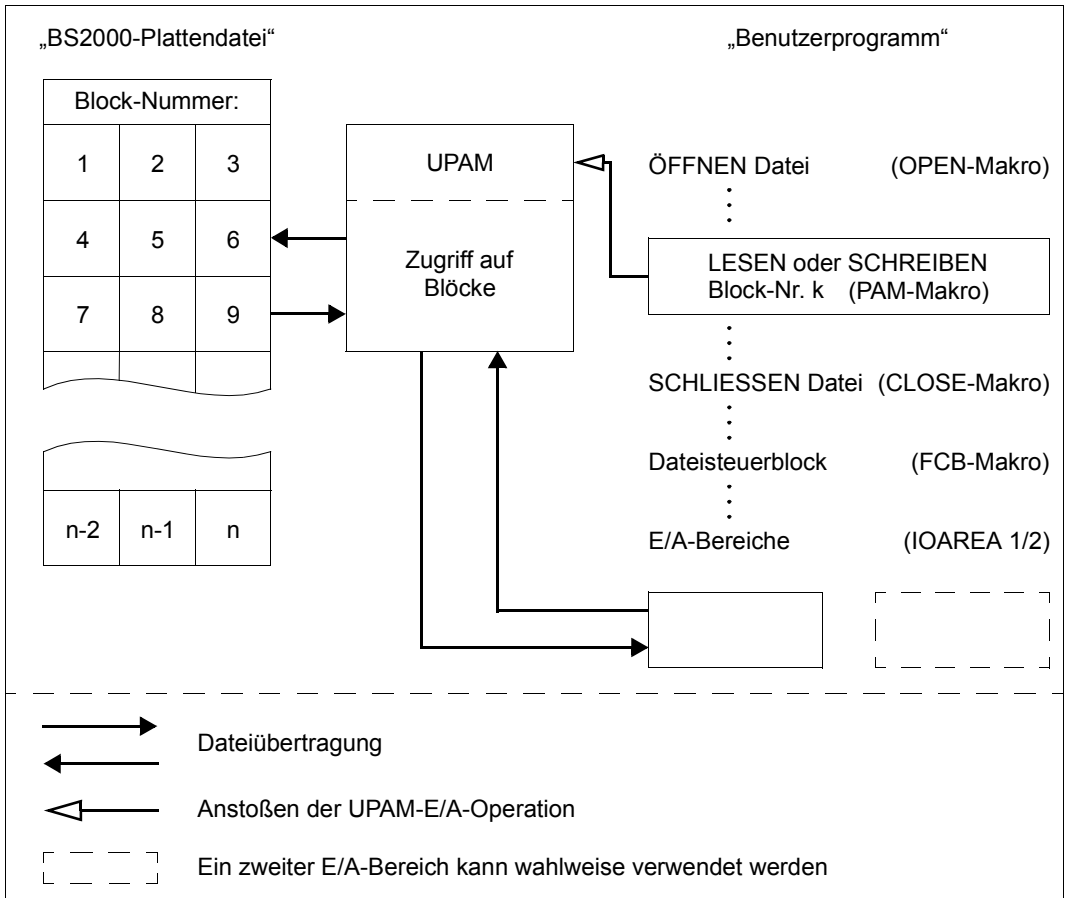 „BS2000-Plattendatei“
„Benutzerprogramm“
Block-Nummer:
1 2 3
4 5 6
7 8 9
n-2 n-1 n
UPAM
Zugriff auf
Blöcke
ÖFFNEN Datei (OPEN-Makro)
LESEN oder SCHREIBEN
Block-Nr. k (PAM-Makro)
SCHLIESSEN Datei (CLOSE-Makro)
Dateisteuerblock (FCB-Makro)
E/A-Bereiche (IOAREA 1/2)
Dateiübertragung
Anstoßen der UPAM-E/A-Operation
Ein zweiter E/A-Bereich kann wahlweise verwendet werden